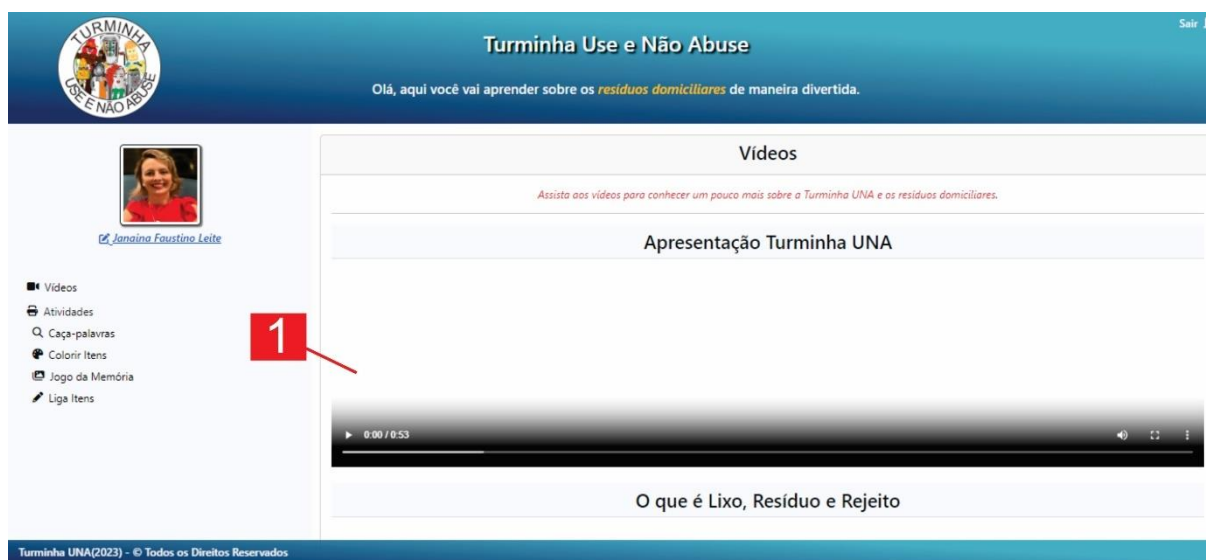 TURMINHA
USE E NÃO ABUSE
Sair
Turminha Use e Não Abuse
Olá, aqui você vai aprender sobre os resíduos domiciliares de maneira divertida.
Janaina Faustino Leite
Vídeos
Atividades
Caça-palavras
Colorir Itens
Jogo da Memória
Liga Itens
1
Vídeos
Assista aos vídeos para conhecer um pouco mais sobre a Turminha UNA e os resíduos domiciliares.
Apresentação Turminha UNA
0:00 / 0:53
O que é Lixo, Resíduo e Rejeito
Turminha UNA(2023) - © Todos os Direitos Reservados